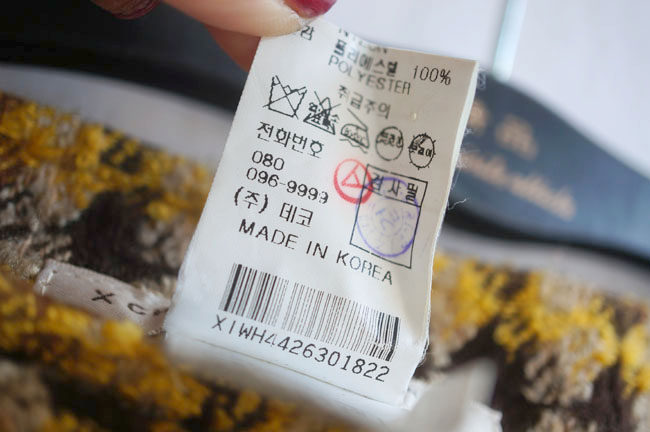 폴리에스텔 100%
POLYESTER
취급주의
전화번호
080
096-9999
(주) 데코
검사필
MADE IN KOREA
XIWH4426301822
X C